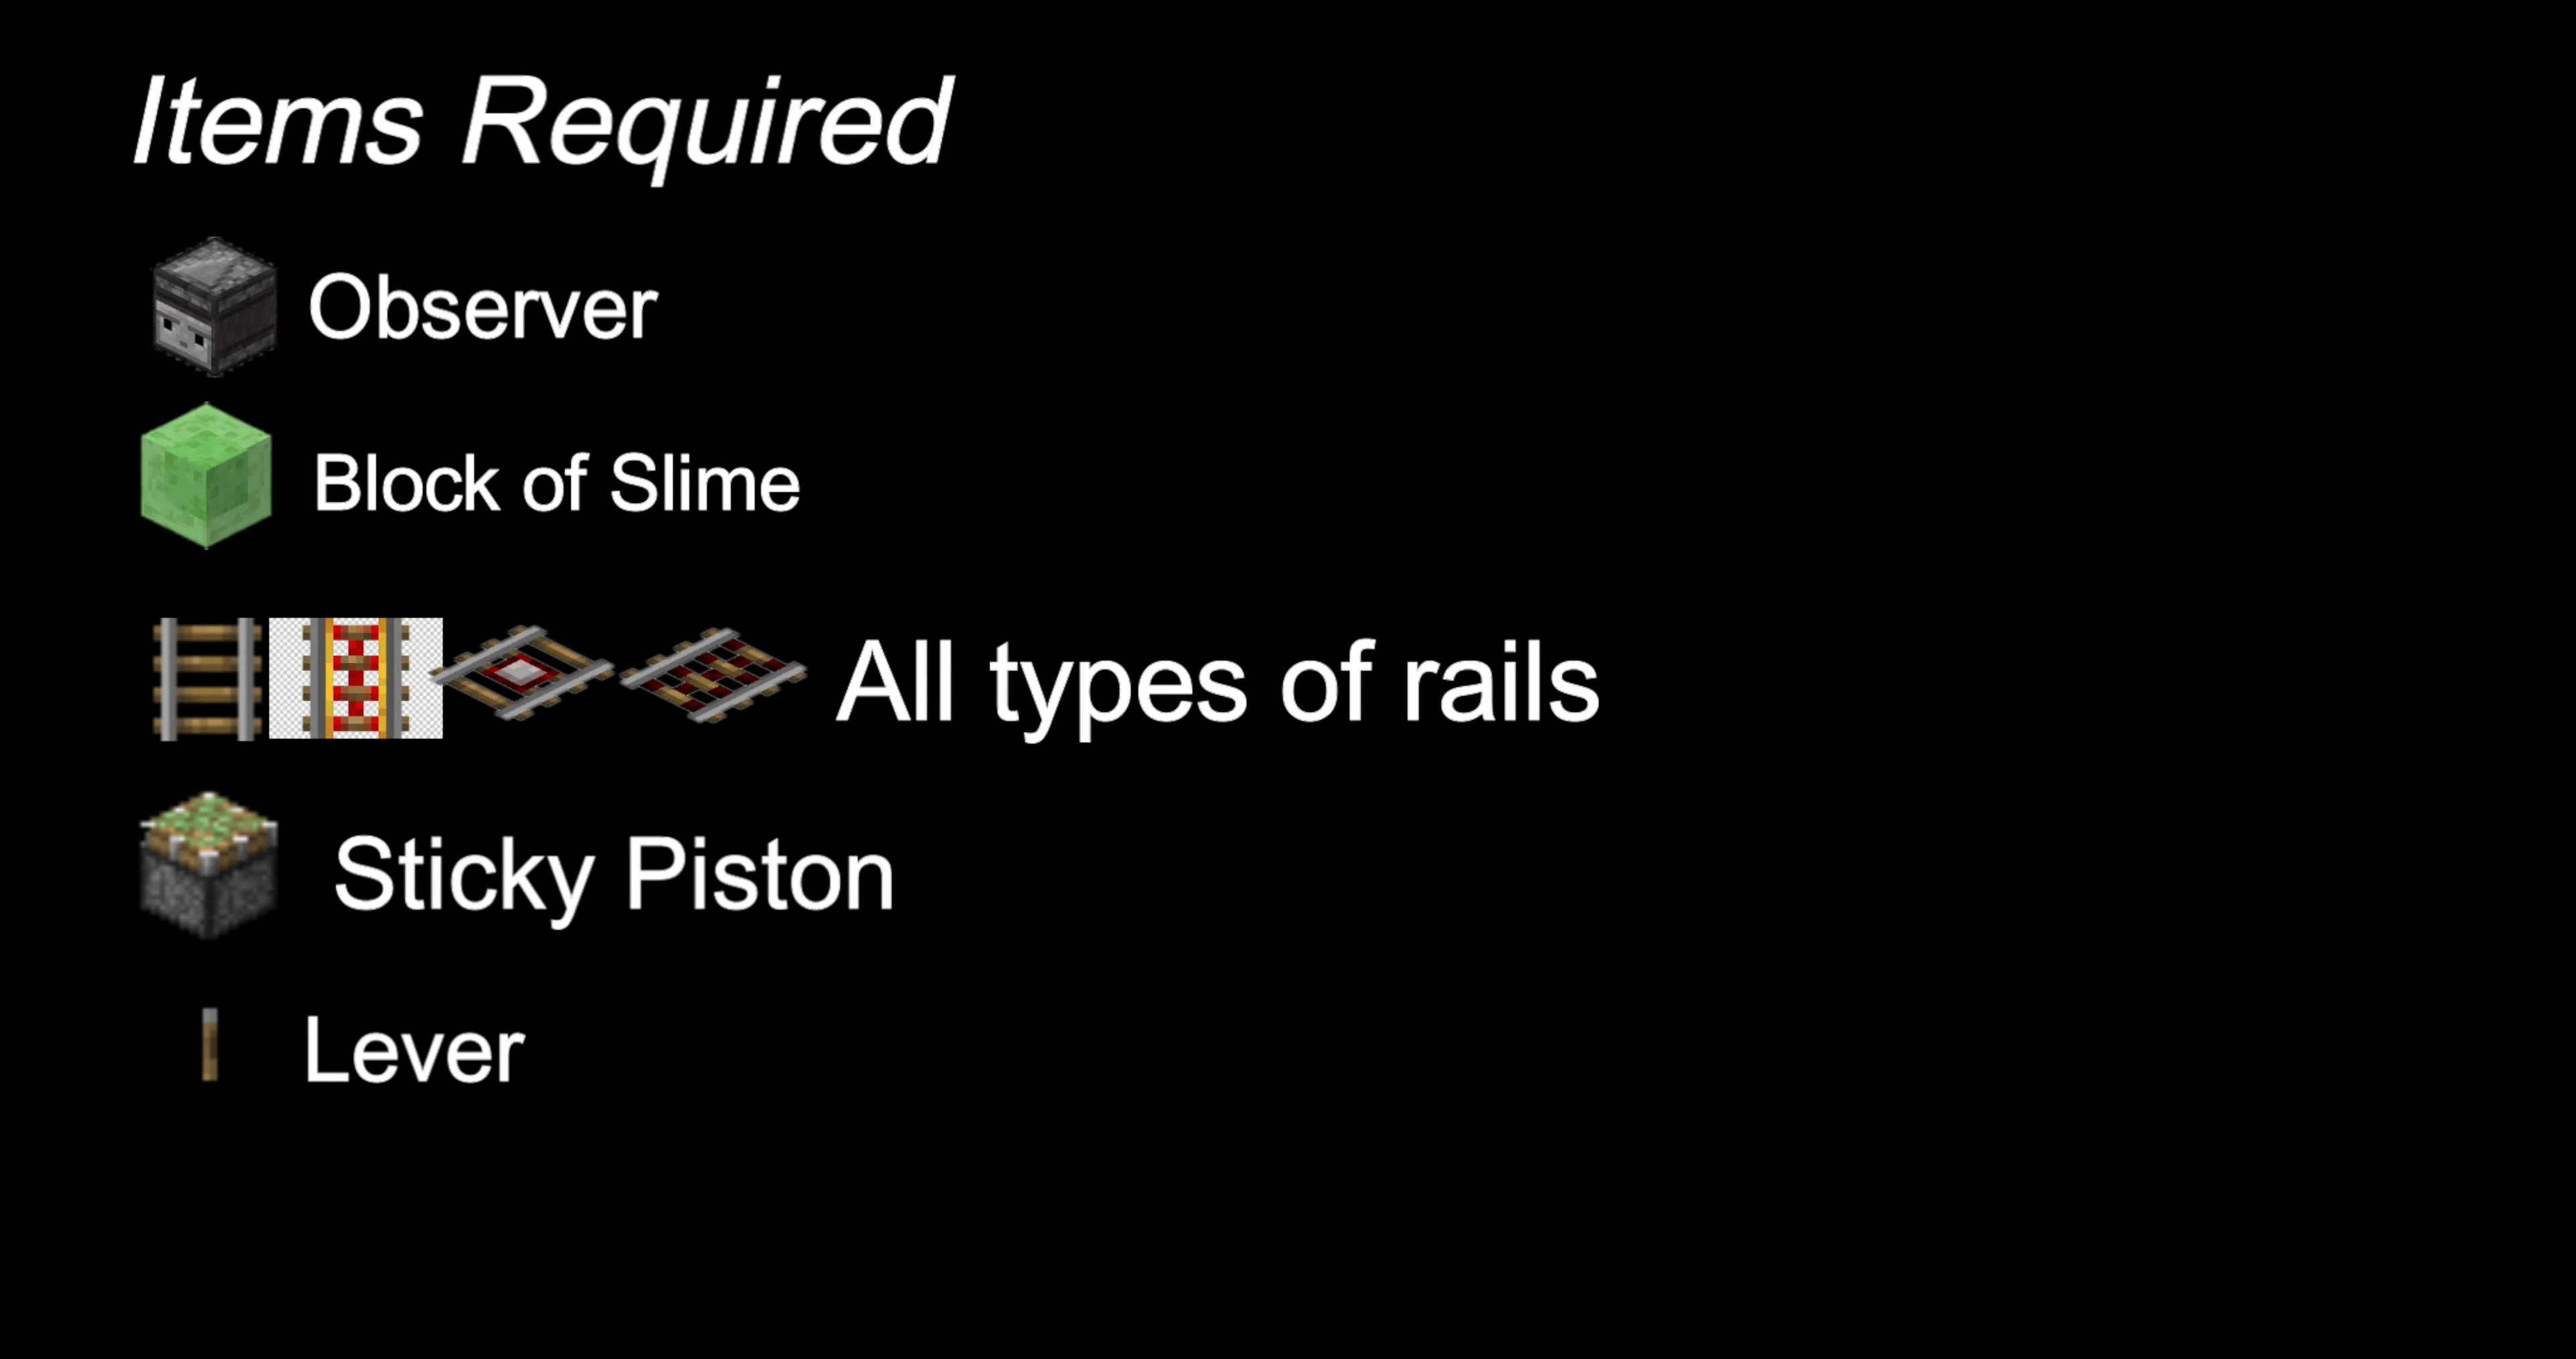 Items Required
Observer
Block of Slime
All types of rails
Sticky Piston
Lever